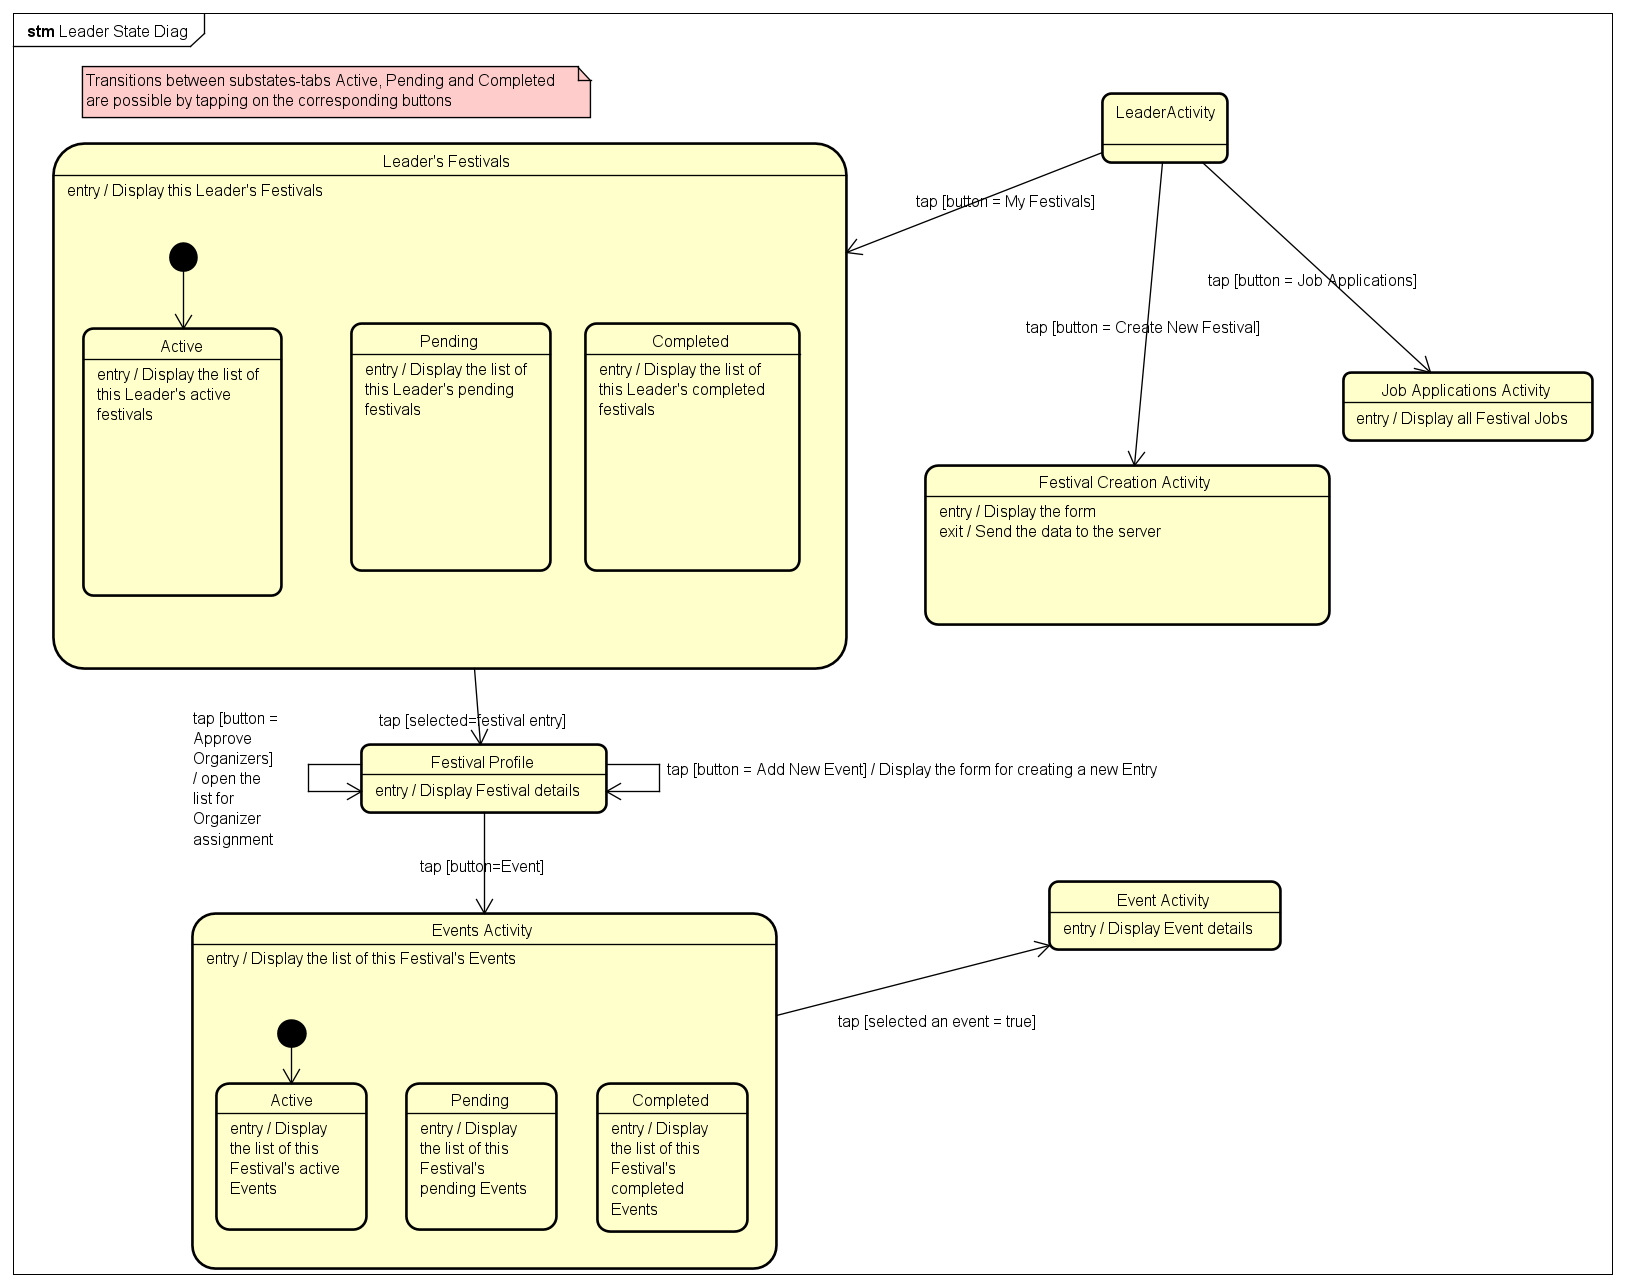 stm Leader State Diag
Transitions between substates-tabs Active, Pending and Completed
are possible by tapping on the corresponding buttons
LeaderActivity
Leader's Festivals
entry / Display this Leader's Festivals
tap [button = My Festivals]
tap [button = Job Applications]
tap [button = Create New Festival]
Active
entry / Display the list of
this Leader's active
festivals
Pending
entry / Display the list of
this Leader's pending
festivals
Completed
entry / Display the list of
this Leader's completed
festivals
Job Applications Activity
entry / Display all Festival Jobs
Festival Creation Activity
entry / Display the form
exit / Send the data to the server
tap [button =
Approve
Organizers]
/ open the
list for
Organizer
assignment
tap [selected=festival entry]
Festival Profile
entry / Display Festival details
tap [button = Add New Event] / Display the form for creating a new Entry
tap [button=Event]
Events Activity
entry / Display the list of this Festival's Events
Event Activity
entry / Display Event details
tap [selected an event = true]
Active
entry / Display
the list of this
Festival's active
Events
Pending
entry / Display
the list of this
Festival's
pending Events
Completed
entry / Display
the list of this
Festival's
completed
Events